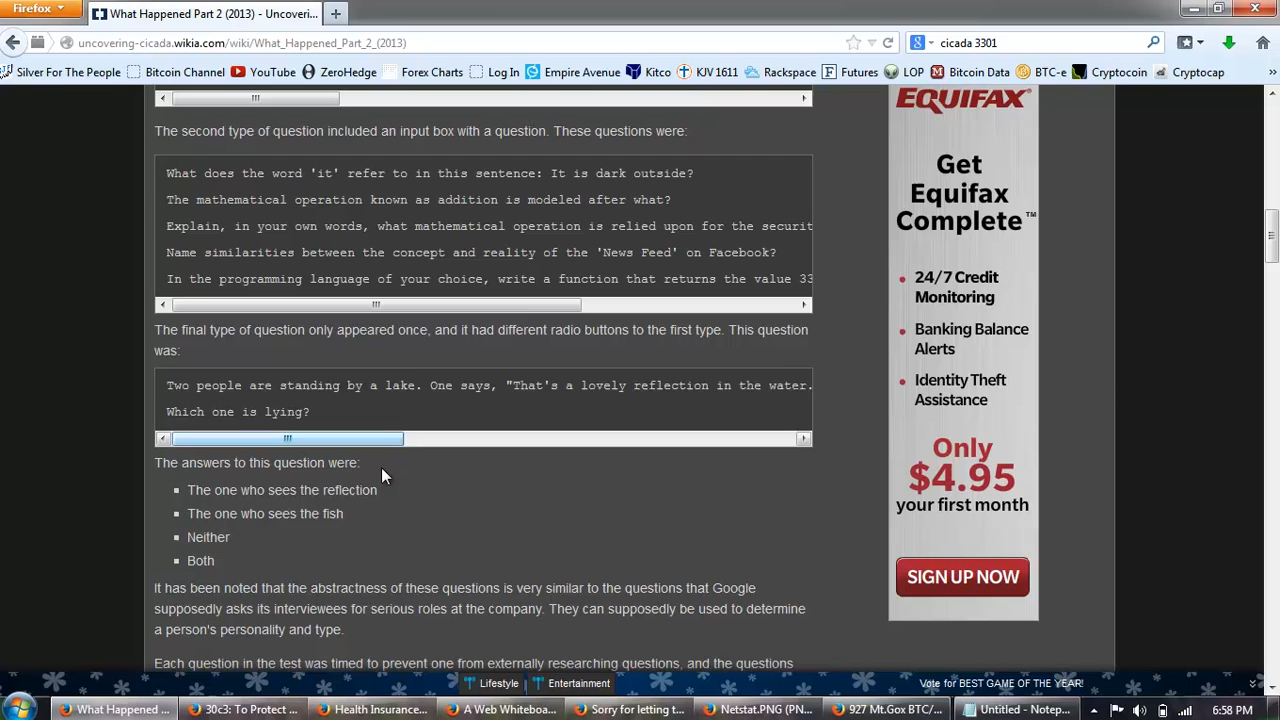 Firefox
What Happened Part 2 (2013) - Uncoveri...
uncovering-cicada.wikia.com/wiki/What_Happened_Part_2_(2013)
cicada 3301
Silver For The People
Bitcoin Channel
YouTube
ZeroHedge
Forex Charts
Log In
Empire Avenue
Kitco
KJV 1611
Rackspace
Futures
LOP
Bitcoin Data
BTC-e
Cryptocoin
Cryptocap
The second type of question included an input box with a question. These questions were:
What does the word 'it' refer to in this sentence: It is dark outside?
The mathematical operation known as addition is modeled after what?
Explain, in your own words, what mathematical operation is relied upon for the securit
Name similarities between the concept and reality of the 'News Feed' on Facebook?
In the programming language of your choice, write a function that returns the value 33
The final type of question only appeared once, and it had different radio buttons to the first type. This question
was:
Two people are standing by a lake. One says, "That's a lovely reflection in the water.
Which one is lying?
The answers to this question were:
The one who sees the reflection
The one who sees the fish
Neither
Both
It has been noted that the abstractness of these questions is very similar to the questions that Google
supposedly asks its interviewees for serious roles at the company. They can supposedly be used to determine
a person's personality and type.
Each question in the test was timed to prevent one from externally researching questions, and the questions
EQUIFAX
Get
Equifax
Complete™
24/7 Credit
Monitoring
Banking Balance
Alerts
Identity Theft
Assistance
Only
$4.95
your first month
SIGN UP NOW
Lifestyle
Entertainment
Vote for BEST GAME OF THE YEAR!
What Happened ...
30c3: To Protect ...
Health Insurance...
A Web Whiteboa...
Sorry for letting t...
Netstat.PNG (PN...
927 Mt.Gox BTC/...
Untitled - Notep...
6:58 PM